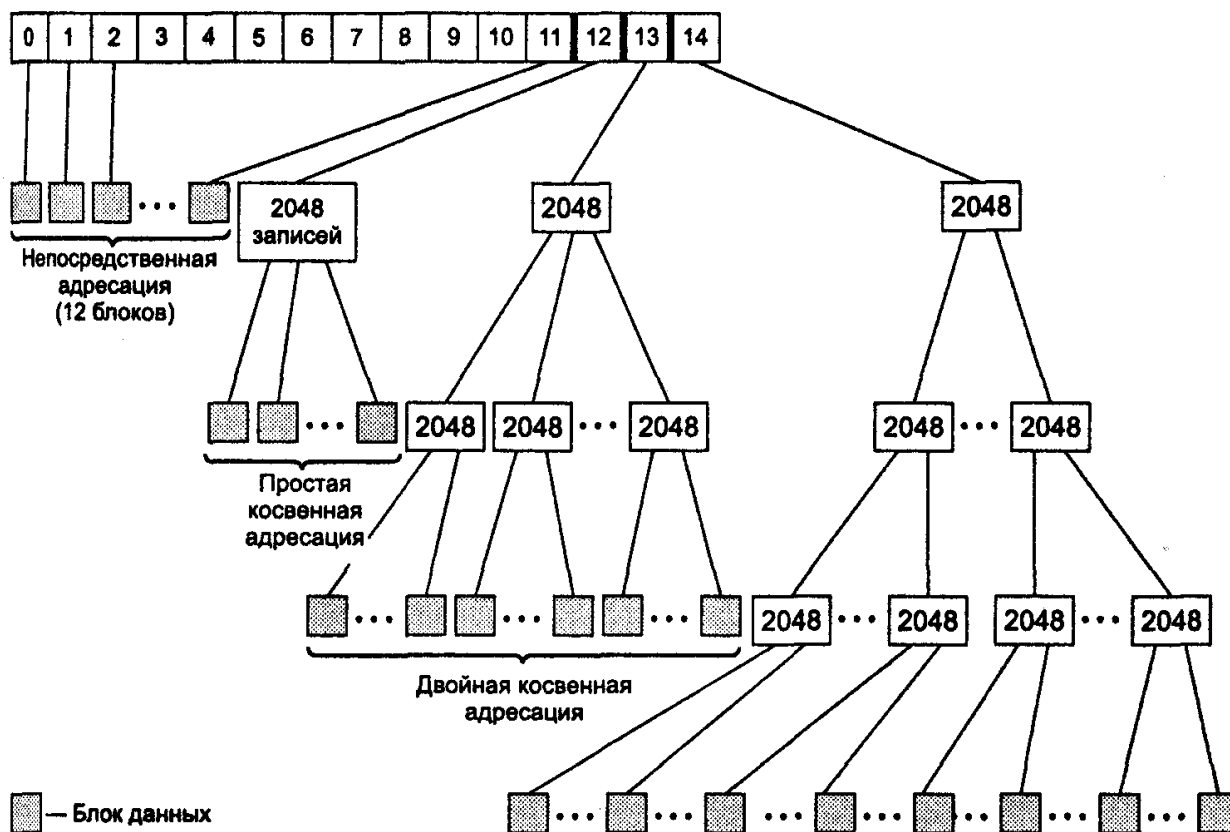 0 1 2 3 4 5 6 7 8 9 10 11 12 13 14
2048
записей
2048
2048
Непосредственная
адресация
(12 блоков)
2048 2048 2048
2048 2048
Простая
косвенная
адресация
2048 2048 2048 2048
Двойная косвенная
адресация
— Блок данных